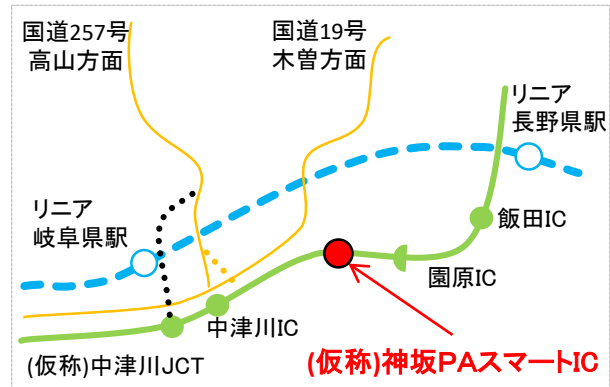 国道257号
高山方面
国道19号
木曽方面
リニア
長野県駅
リニア
岐阜県駅
飯田IC
園原IC
中津川IC
(仮称)中津川JCT
(仮称)神坂PAスマートIC